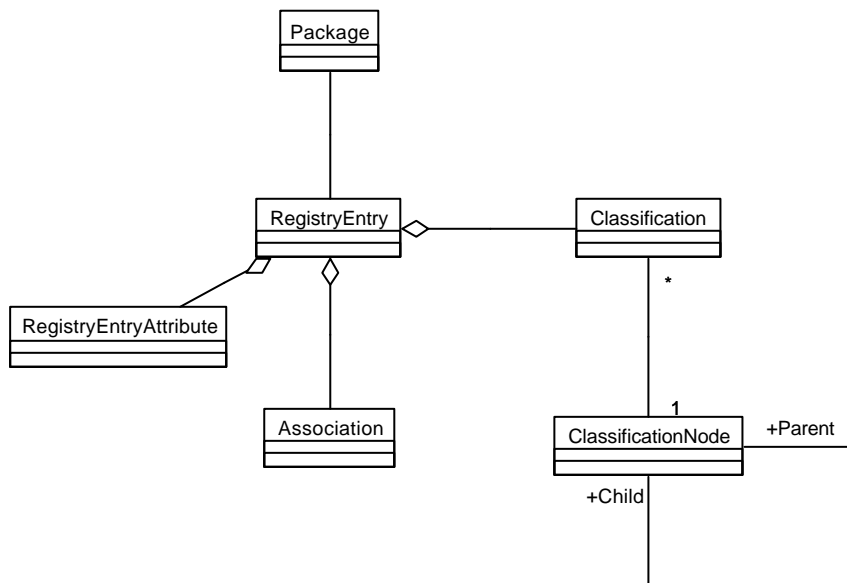 Package
RegistryEntry
Classification
*
RegistryEntryAttribute
1
Association
ClassificationNode
+Parent
+Child